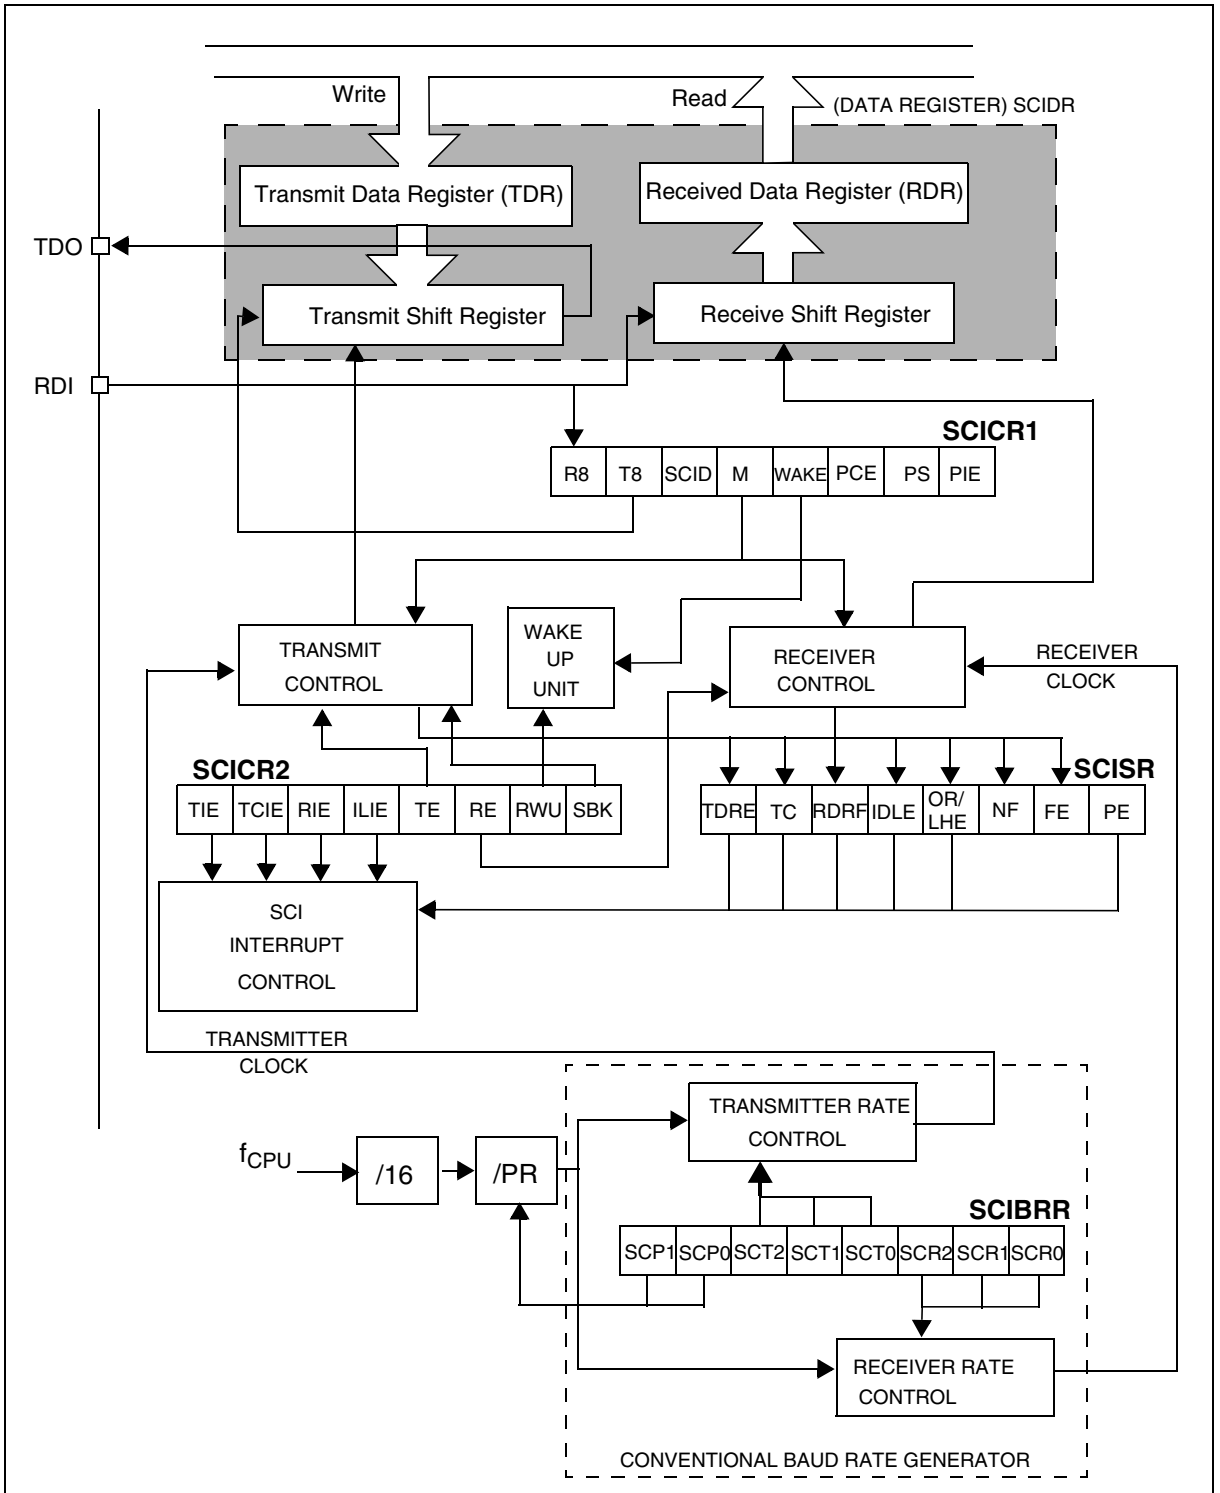 Write
Read
(DATA REGISTER) SCIDR
Transmit Data Register (TDR)
Received Data Register (RDR)
TDO
Transmit Shift Register
Receive Shift Register
RDI
SCICR1
R8 T8 SCID M WAKE PCE PS PIE
TRANSMIT
CONTROL
WAKE
UP
UNIT
RECEIVER
CONTROL
RECEIVER
CLOCK
SCICR2
SCISR
TIE TCIE RIE ILIE TE RE RWU SBK
TDRE TC RDRF IDLE OR/
LHE NF FE PE
SCI
INTERRUPT
CONTROL
TRANSMITTER
CLOCK
TRANSMITTER RATE
CONTROL
fCPU
/16
/PR
SCIBRR
SCP1 SCP0 SCT2 SCT1 SCT0 SCR2 SCR1 SCR0
RECEIVER RATE
CONTROL
CONVENTIONAL BAUD RATE GENERATOR